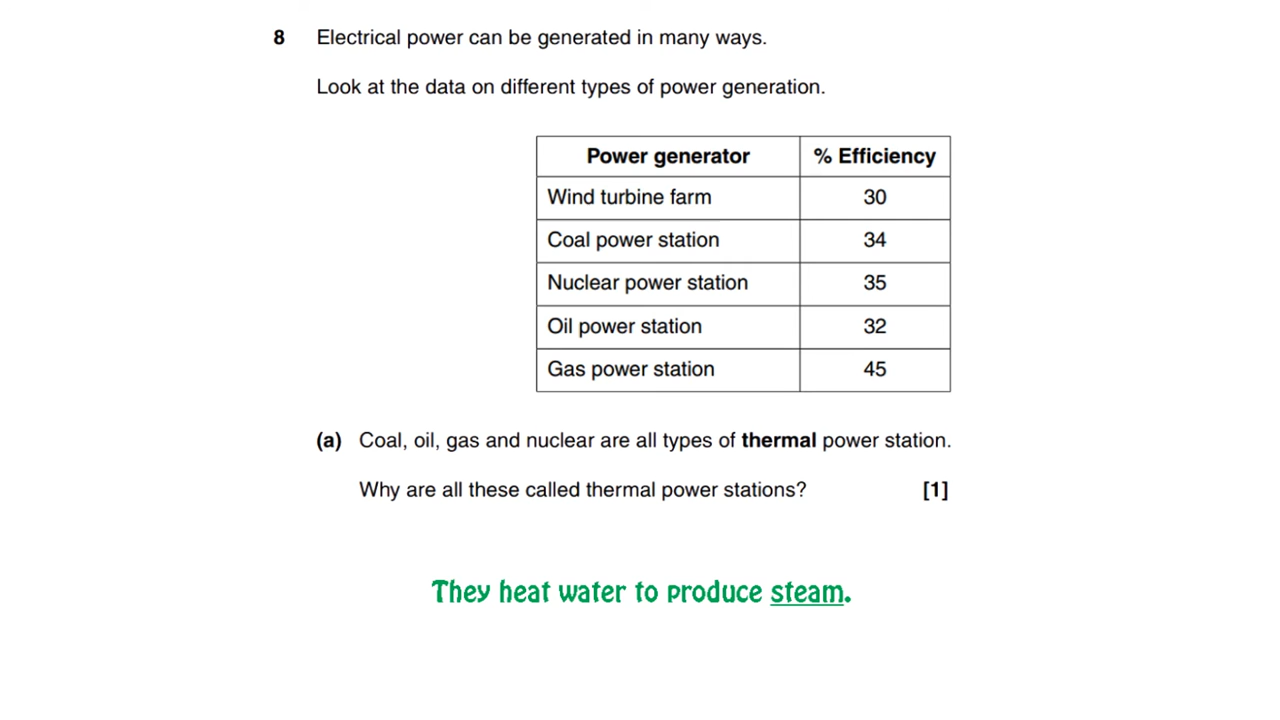 8 Electrical power can be generated in many ways.
Look at the data on different types of power generation.
Power generator % Efficiency
Wind turbine farm 30
Coal power station 34
Nuclear power station 35
Oil power station 32
Gas power station 45
(a) Coal, oil, gas and nuclear are all types of thermal power station.
Why are all these called thermal power stations? [1]
They heat water to produce steam.